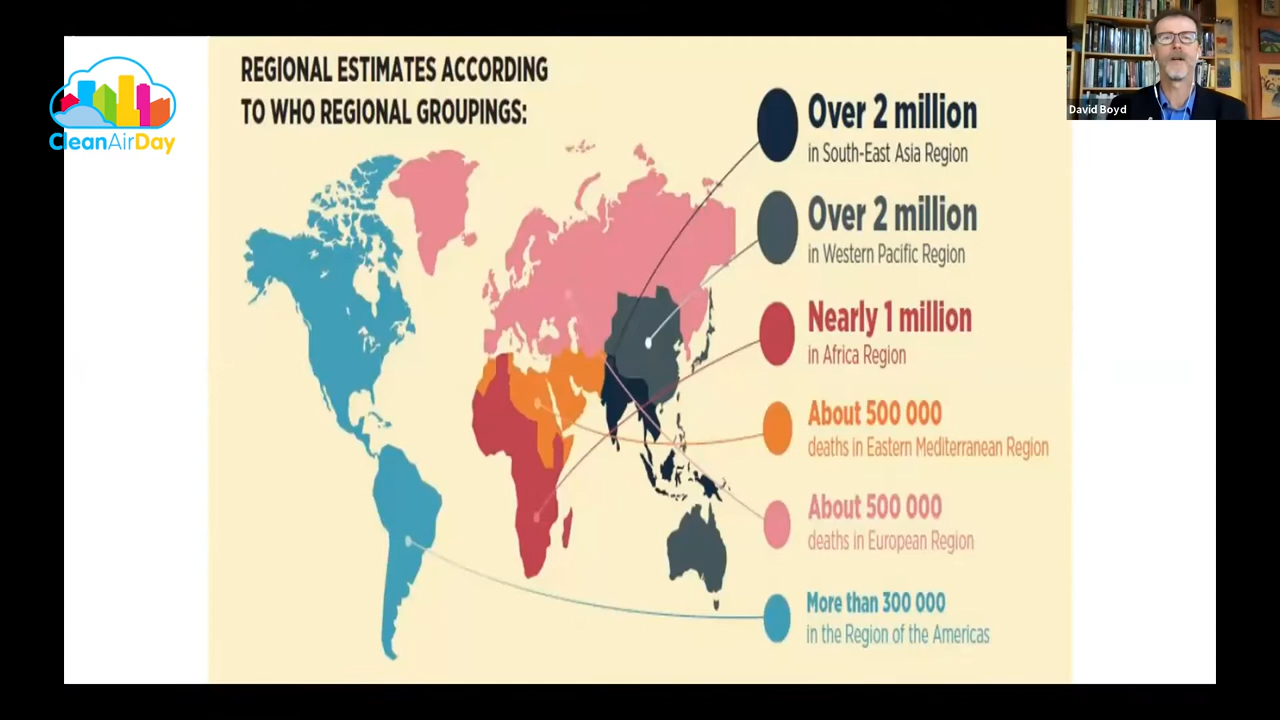 CleanAirDay
REGIONAL ESTIMATES ACCORDING
TO WHO REGIONAL GROUPINGS:
Over 2 million
in South-East Asia Region
Over 2 million
in Western Pacific Region
Nearly 1 million
in Africa Region
About 500 000
deaths in Eastern Mediterranean Region
About 500 000
deaths in European Region
More than 300 000
in the Region of the Americas
David Boyd